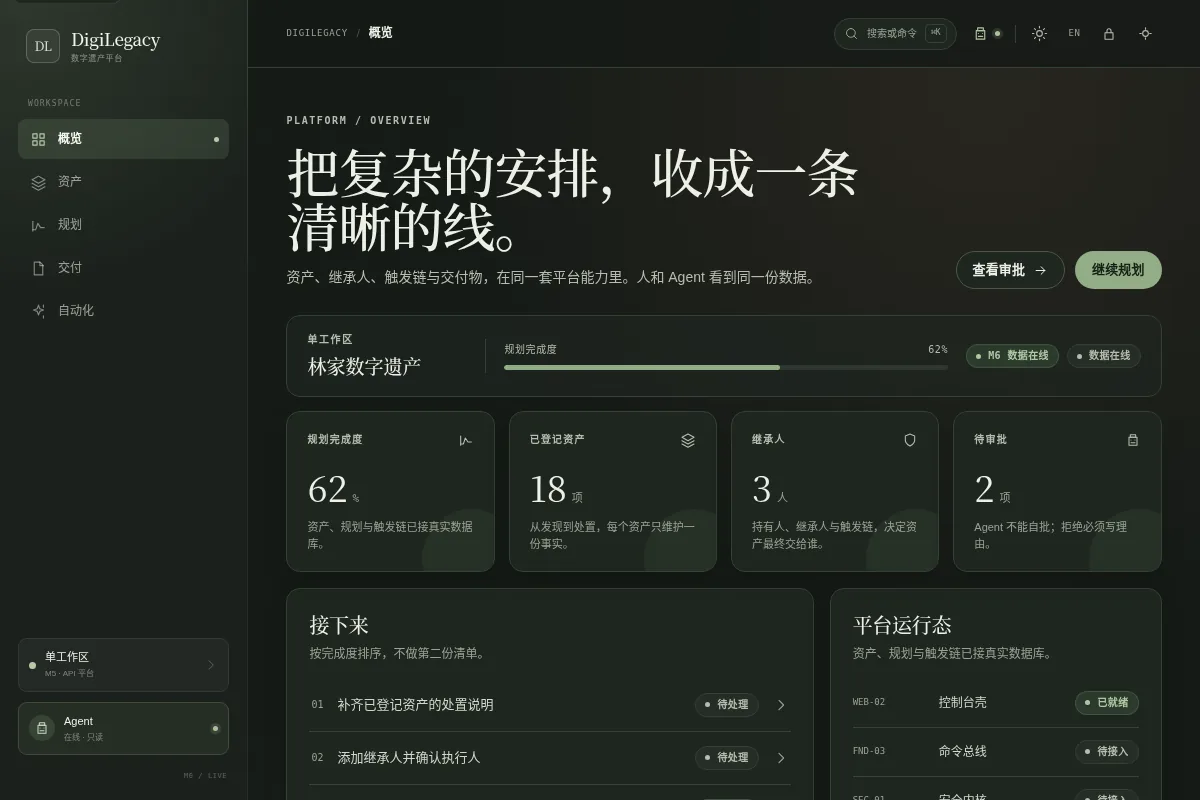 DL
DigiLegacy
数字遗产平台
WORKSPACE
概览
资产
规划
交付
自动化
单工作区
M5 · API 平台
Agent
在线 · 只读
DIGILEGACY / 概览
搜索或命令 ⌘K
EN
PLATFORM / OVERVIEW
把复杂的安排，收成一条
清晰的线。
资产、继承人、触发链与交付物，在同一套平台能力里。人和 Agent 看到同一份数据。
查看审批 →
继续规划
单工作区
林家数字遗产
规划完成度 62%
M6 数据在线
数据在线
规划完成度
62 %
资产、规划与触发链已接真实数据
库。
已登记资产
18 项
从发现到处置，每个资产只维护一
份事实。
继承人
3 人
持有人、继承人与触发链，决定资
产最终交给谁。
待审批
2 项
Agent 不能自批；拒绝必须写理
由。
接下来
按完成度排序，不做第二份清单。
01 补齐已登记资产的处置说明 待处理
02 添加继承人并确认执行人 待处理
平台运行态
资产、规划与触发链已接真实数据库。
WEB-02 控制台壳 已就绪
FND-03 命令总线 待接入
SEC-01 安全内核 待接入